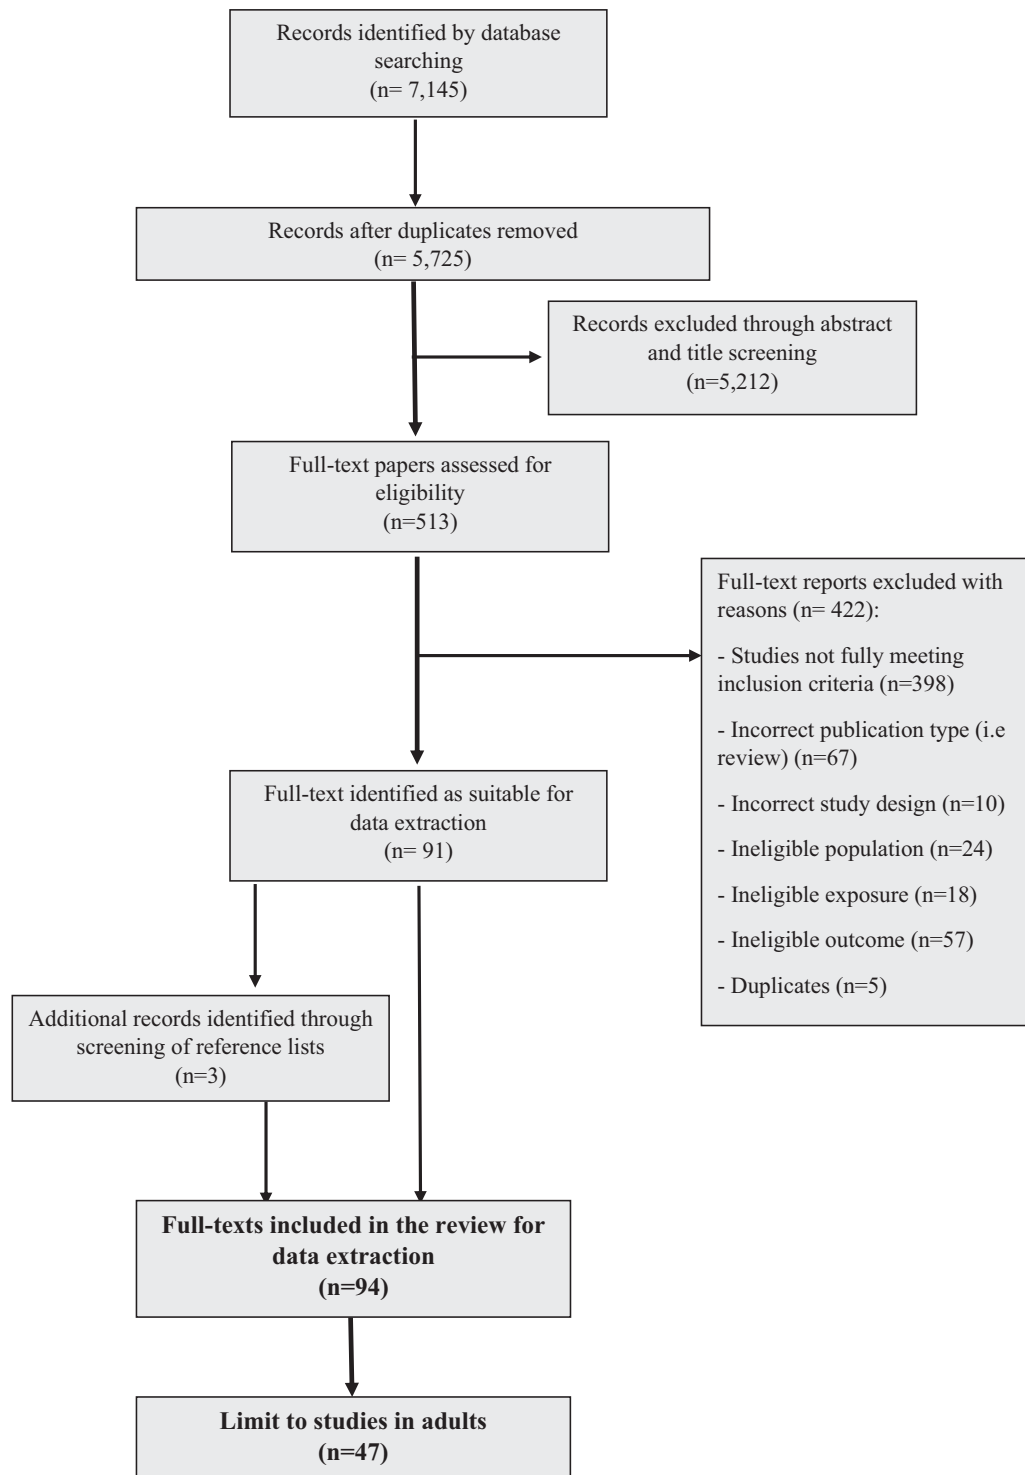 Records identified by database
searching
(n= 7,145)
Records after duplicates removed
(n= 5,725)
Records excluded through abstract
and title screening
(n=5,212)
Full-text papers assessed for
eligibility
(n=513)
Full-text reports excluded with
reasons (n= 422):
- Studies not fully meeting
inclusion criteria (n=398)
- Incorrect publication type (i.e
review) (n=67)
- Incorrect study design (n=10)
- Ineligible population (n=24)
- Ineligible exposure (n=18)
- Ineligible outcome (n=57)
- Duplicates (n=5)
Full-text identified as suitable for
data extraction
(n= 91)
Additional records identified through
screening of reference lists
(n=3)
Full-texts included in the review for
data extraction
(n=94)
Limit to studies in adults
(n=47)